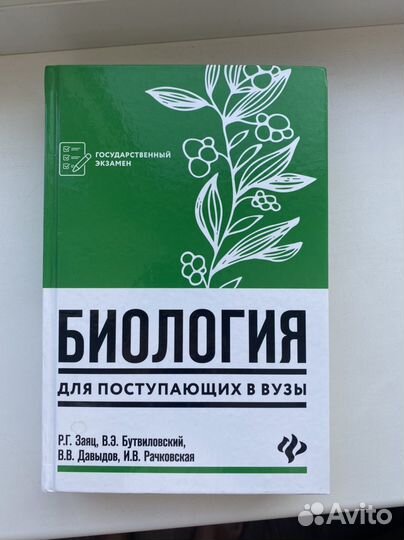 ГОСУДАРСТВЕННЫЙ
ЭКЗАМЕН
БИОЛОГИЯ
ДЛЯ ПОСТУПАЮЩИХ В ВУЗЫ
Р.Г. Заяц, В.Э. Бутвиловский,
В.В. Давыдов, И.В. Рачковская
Avito